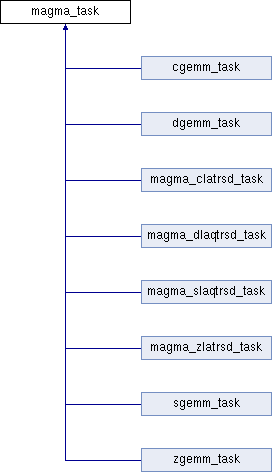 magma_task
cgemm_task
dgemm_task
magma_clatrsd_task
magma_dlaqtrsd_task
magma_slaqtrsd_task
magma_zlatrsd_task
sgemm_task
zgemm_task